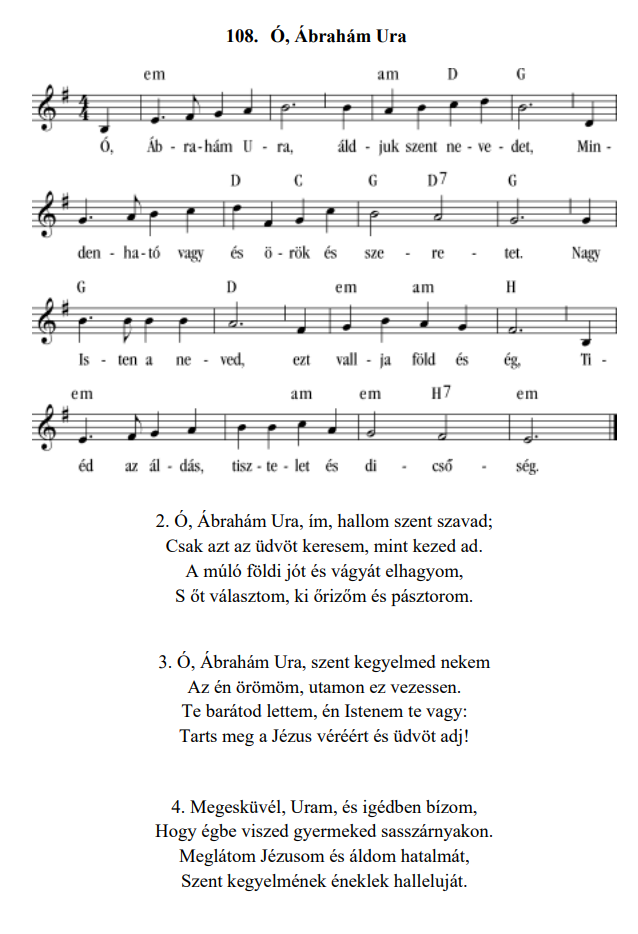 108. Ó, Ábrahám Ura
em am D G
4
4
Ó, Áb - ra-hám U - ra, áld - juk szent ne - ve - det, Min -
D C G D7 G
den - ha-tó vagy és ö - rök és sze - re - tet. Nagy
G D em am H
Is - ten a ne - ved, ezt vall - ja föld és ég, Ti -
em am em H7 em
éd az ál - dás, tisz - te - let és di - cső - ség.
2. Ó, Ábrahám Ura, ím, hallom szent szavad;
Csak azt az üdvöt keresem, mint kezed ad.
A múló földi jót és vágyát elhagyom,
S őt választom, ki őrizőm és pásztorom.
3. Ó, Ábrahám Ura, szent kegyelmed nekem
Az én örömöm, utamon ez vezessen.
Te barátod lettem, én Istenem te vagy:
Tarts meg a Jézus véréért és üdvöt adj!
4. Megesküvél, Uram, és igédben bízom,
Hogy égbe viszed gyermeked sasszárnyakon.
Meglátom Jézusom és áldom hatalmát,
Szent kegyelmének éneklek halleluját.